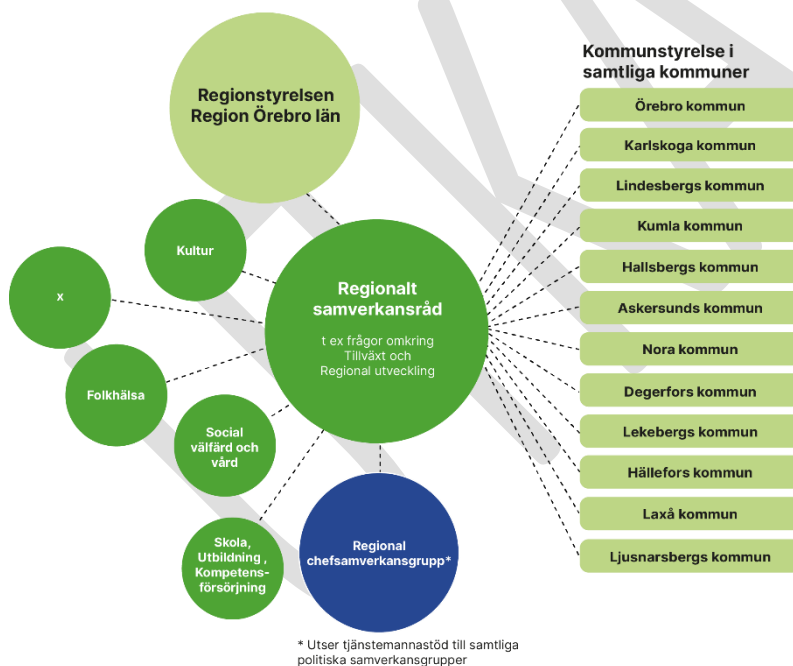 Regionstyrelsen
Region Örebro län
Kultur
x
Folkhälsa
Social
välfärd och
vård
Skola,
Utbildning ,
Kompetens-
försörjning
Regionalt
samverkansråd
t ex frågor omkring
Tillväxt och
Regional utveckling
Regional
chefsamverkansgrupp*
* Utser tjänstemannastöd till samtliga
politiska samverkansgrupper
Kommunstyrelse i
samtliga kommuner
Örebro kommun
Karlskoga kommun
Lindesbergs kommun
Kumla kommun
Hallsbergs kommun
Askersunds kommun
Nora kommun
Degerfors kommun
Lekebergs kommun
Hällefors kommun
Laxå kommun
Ljusnarsbergs kommun